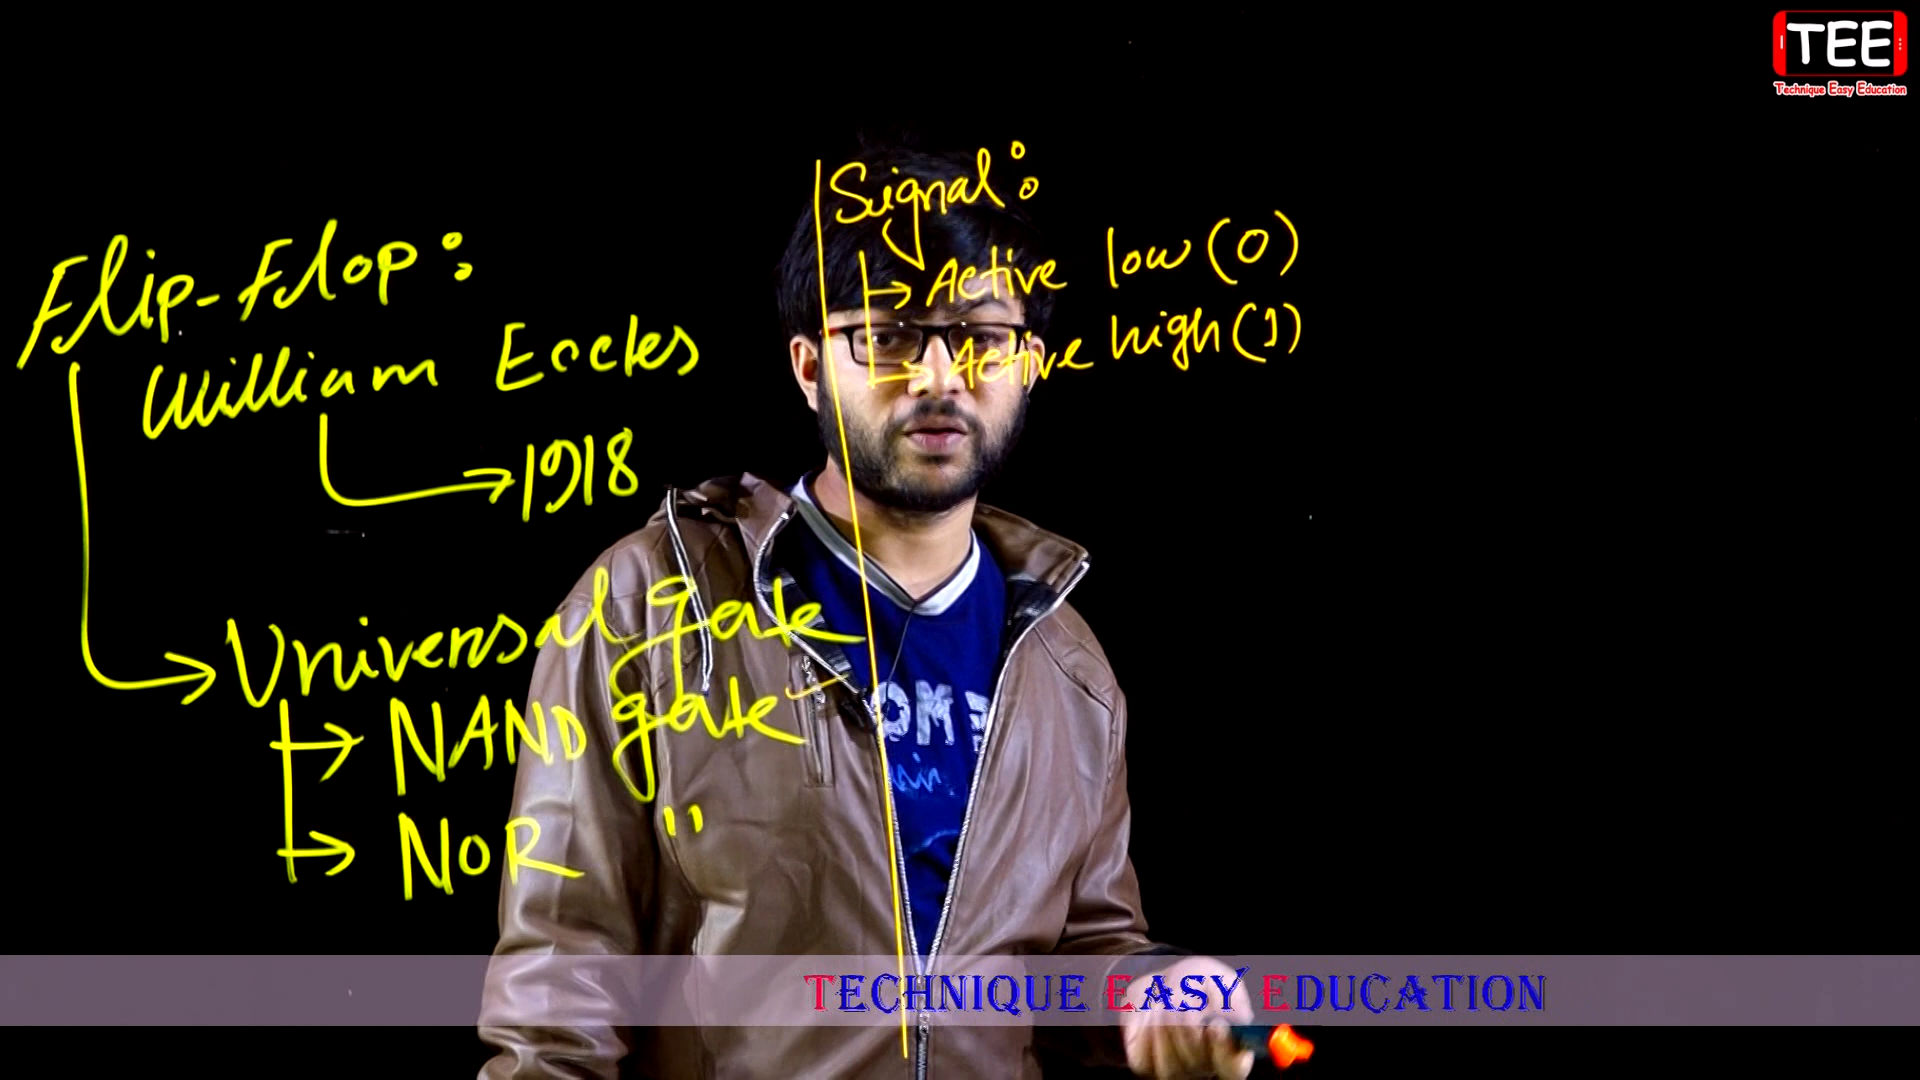 TEE
Technique Easy Education
Flip-Flop:
William Eccles
1918
Universal gate
NAND gate
NOR "
Signal:
Active low (0)
Active high (1)
OME
TECHNIQUE EASY EDUCATION